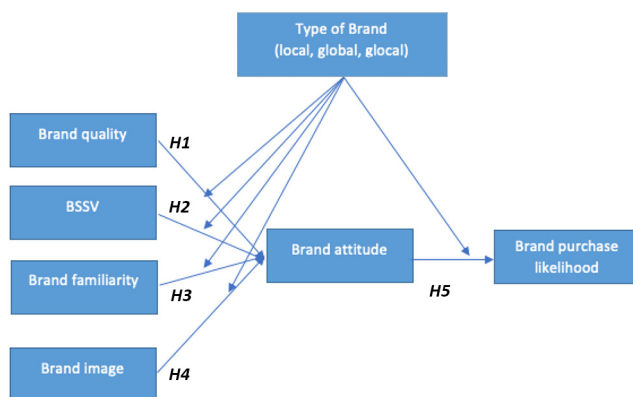 Type of Brand
(local, global, glocal)
Brand quality
H1
BSSV
H2
Brand attitude
Brand purchase
likelihood
Brand familiarity
H3
H5
Brand image
H4